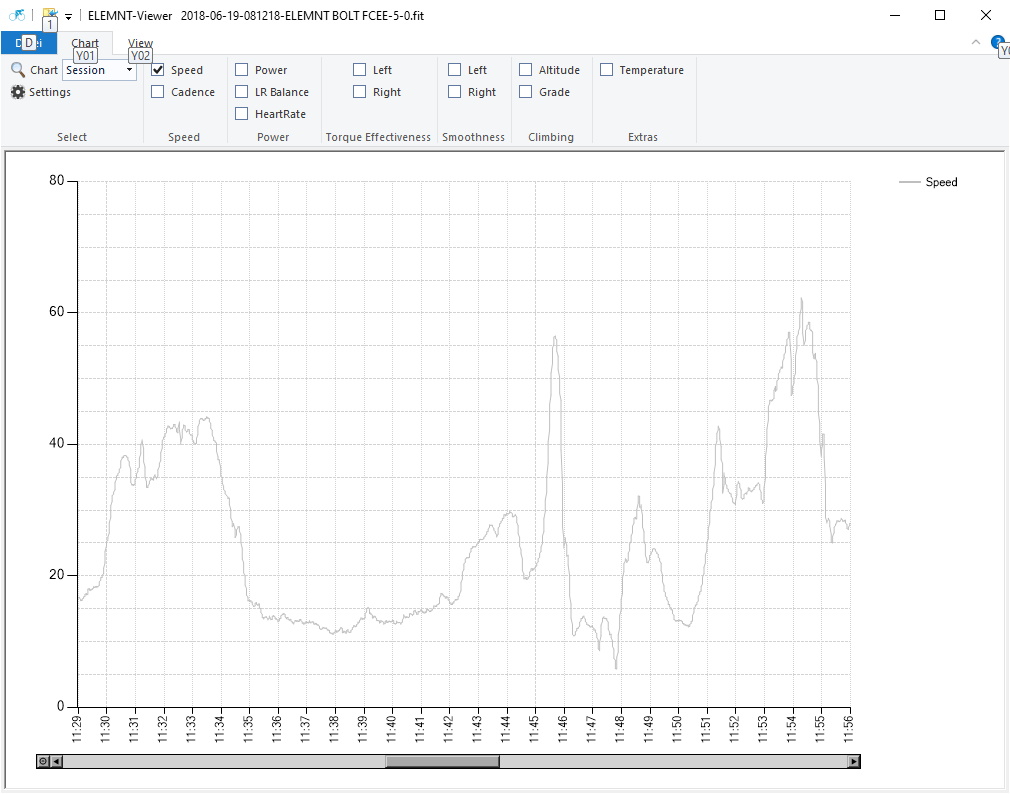 ELEMNT-Viewer 2018-06-19-081218-ELEMNT BOLT FCEE-5-0.fit
1
D Chart View
Y01 Y02
Chart Session Speed Power Left Left Altitude Temperature
Settings Cadence LR Balance Right Right Grade
HeartRate
Select Speed Power Torque Effectiveness Smoothness Climbing Extras
80
Speed
60
40
20
0
11:29 11:30 11:31 11:32 11:33 11:34 11:35 11:36 11:37 11:38 11:39 11:40 11:41 11:42 11:43 11:44 11:45 11:46 11:47 11:48 11:49 11:50 11:51 11:52 11:53 11:54 11:55 11:56